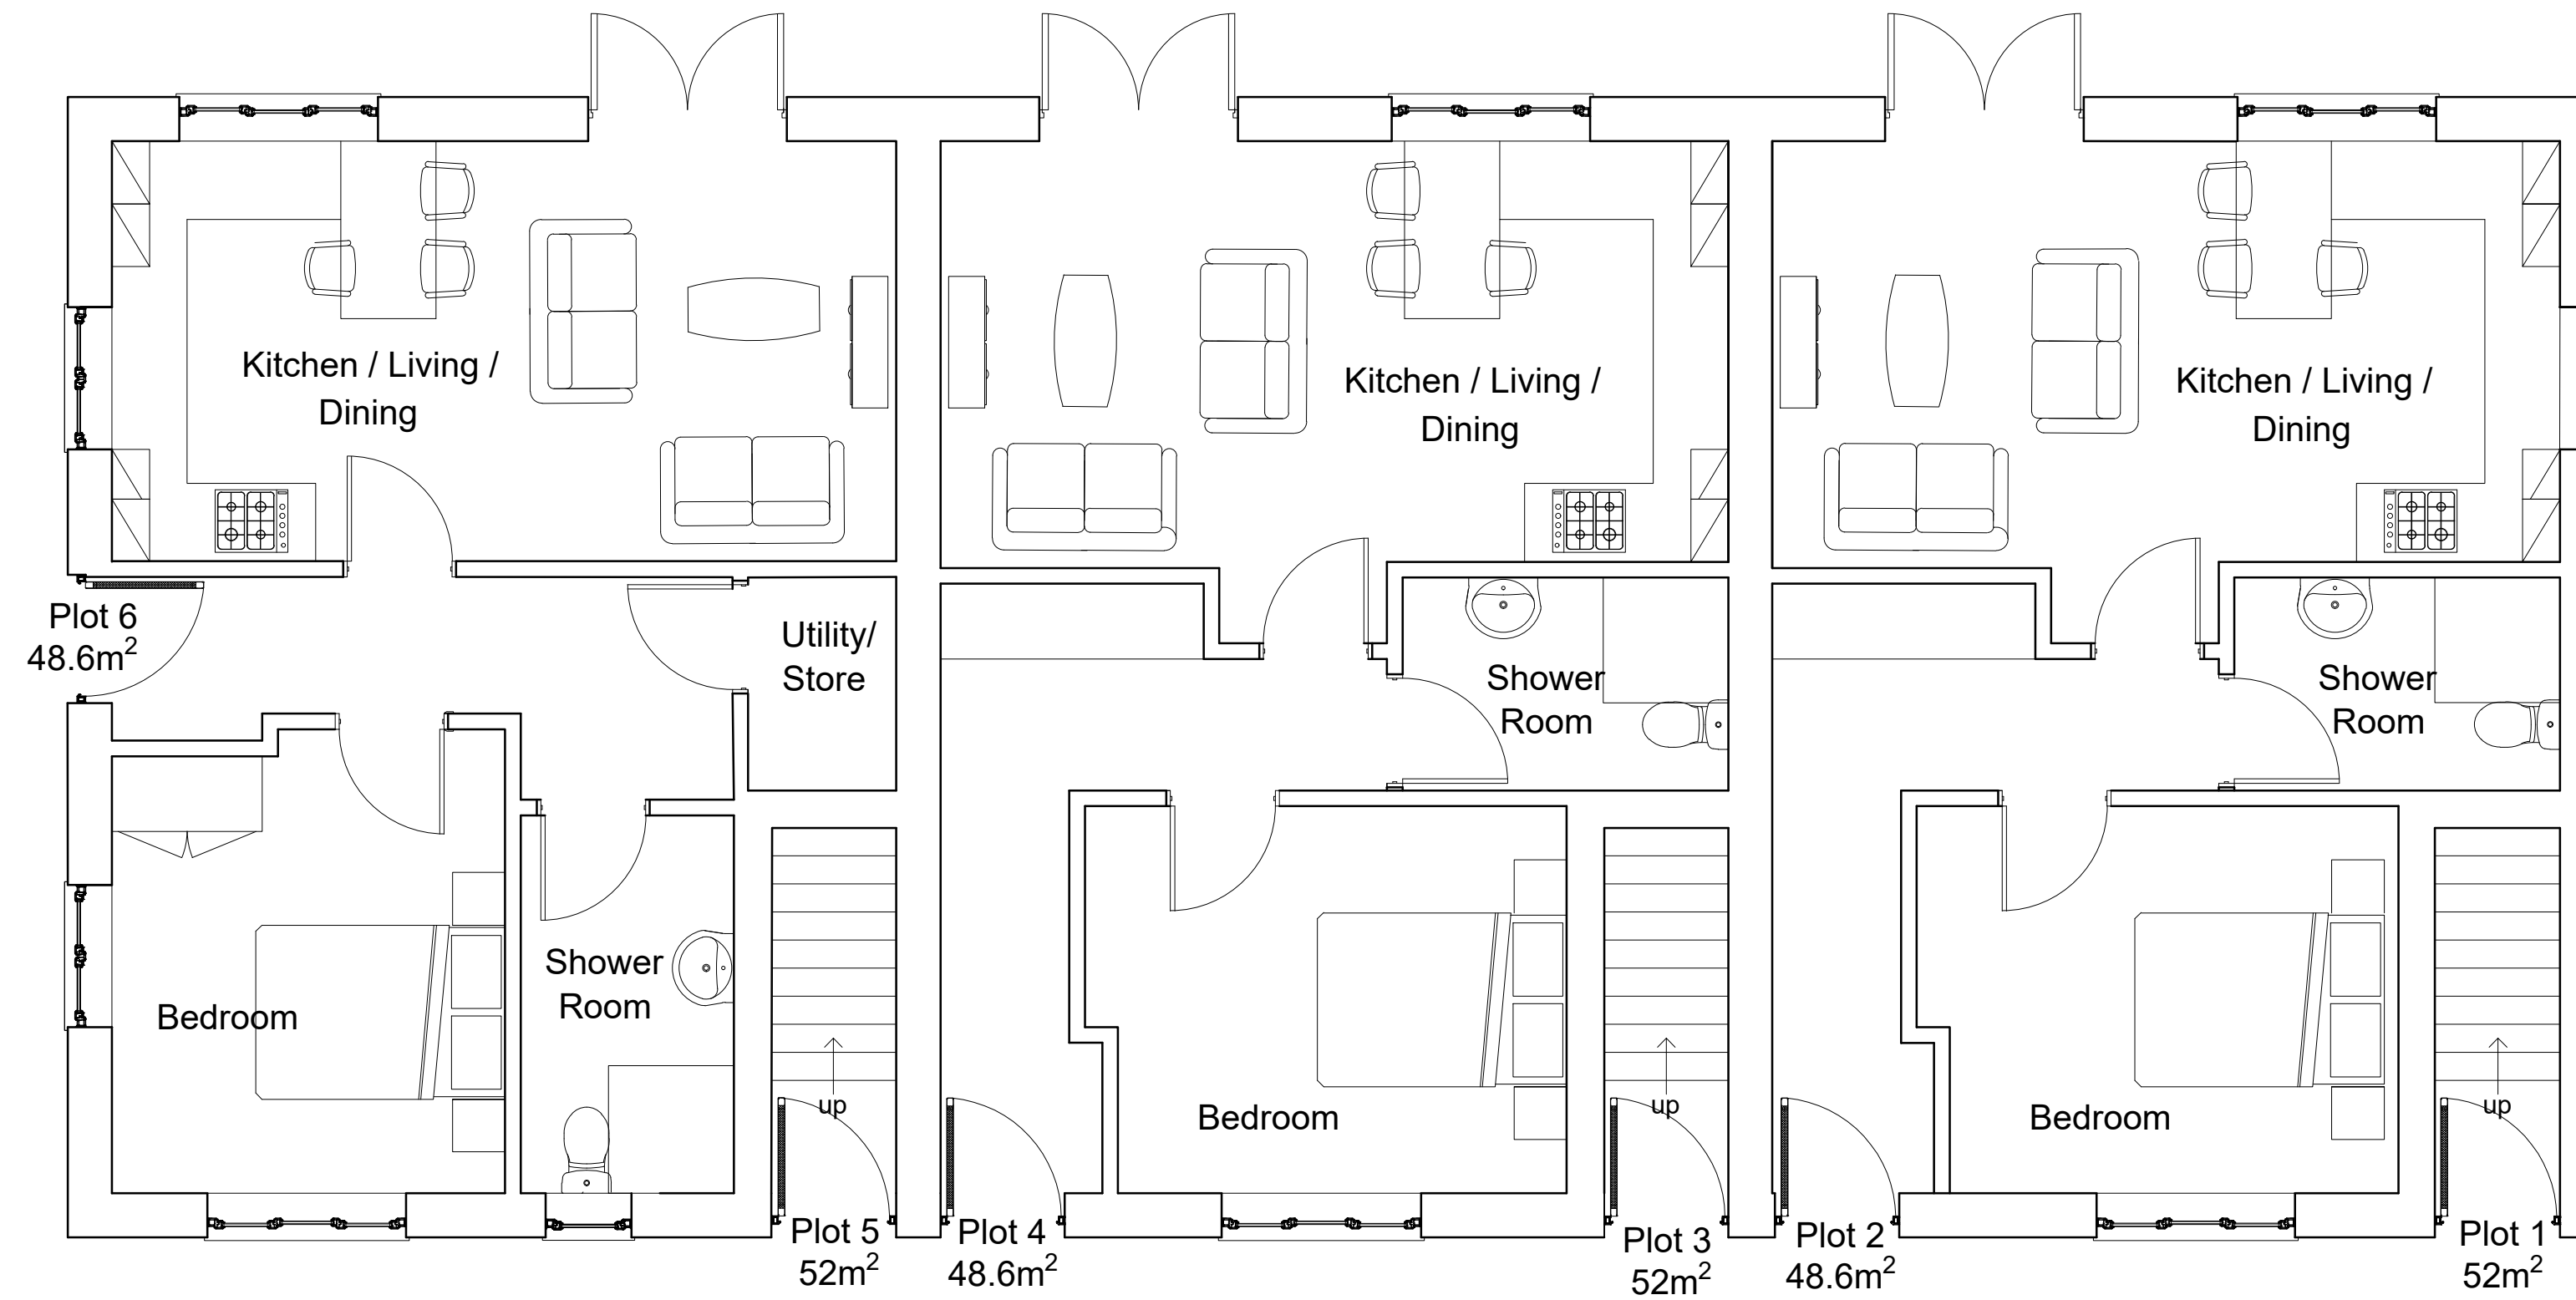 Kitchen / Living /
Dining
Kitchen / Living /
Dining
Kitchen / Living /
Dining
Plot 6
48.6m²
Utility/
Store
Shower
Room
Shower
Room
Shower
Room
Bedroom
Bedroom
Bedroom
up
up
up
Plot 5
52m²
Plot 4
48.6m²
Plot 3
52m²
Plot 2
48.6m²
Plot 1
52m²